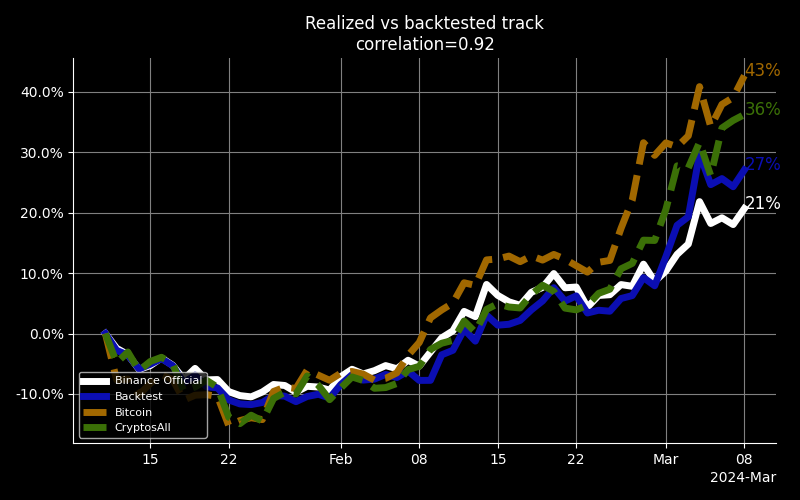 Realized vs backtested track
correlation=0.92
43%
40.0%
36%
30.0%
27%
20.0%
21%
10.0%
0.0%
-10.0%
Binance Official
Backtest
Bitcoin
CryptosAll
15
22
Feb
08
15
22
Mar
08
2024-Mar